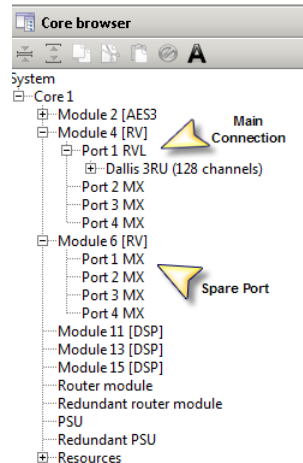 Core browser
A
System
Core 1
Module 2 [AES3
Module 4 [RV]
Main
Connection
Port 1 RVL
Dallis 3RU (128 channels)
Port 2 MX
Port 3 MX
Port 4 MX
Module 6 [RV]
Port 1 MX
Port 2 MX
Spare Port
Port 3 MX
Port 4 MX
Module 11 [DSP]
Module 13 [DSP]
Module 15 [DSP]
Router module
Redundant router module
PSU
Redundant PSU
Resources